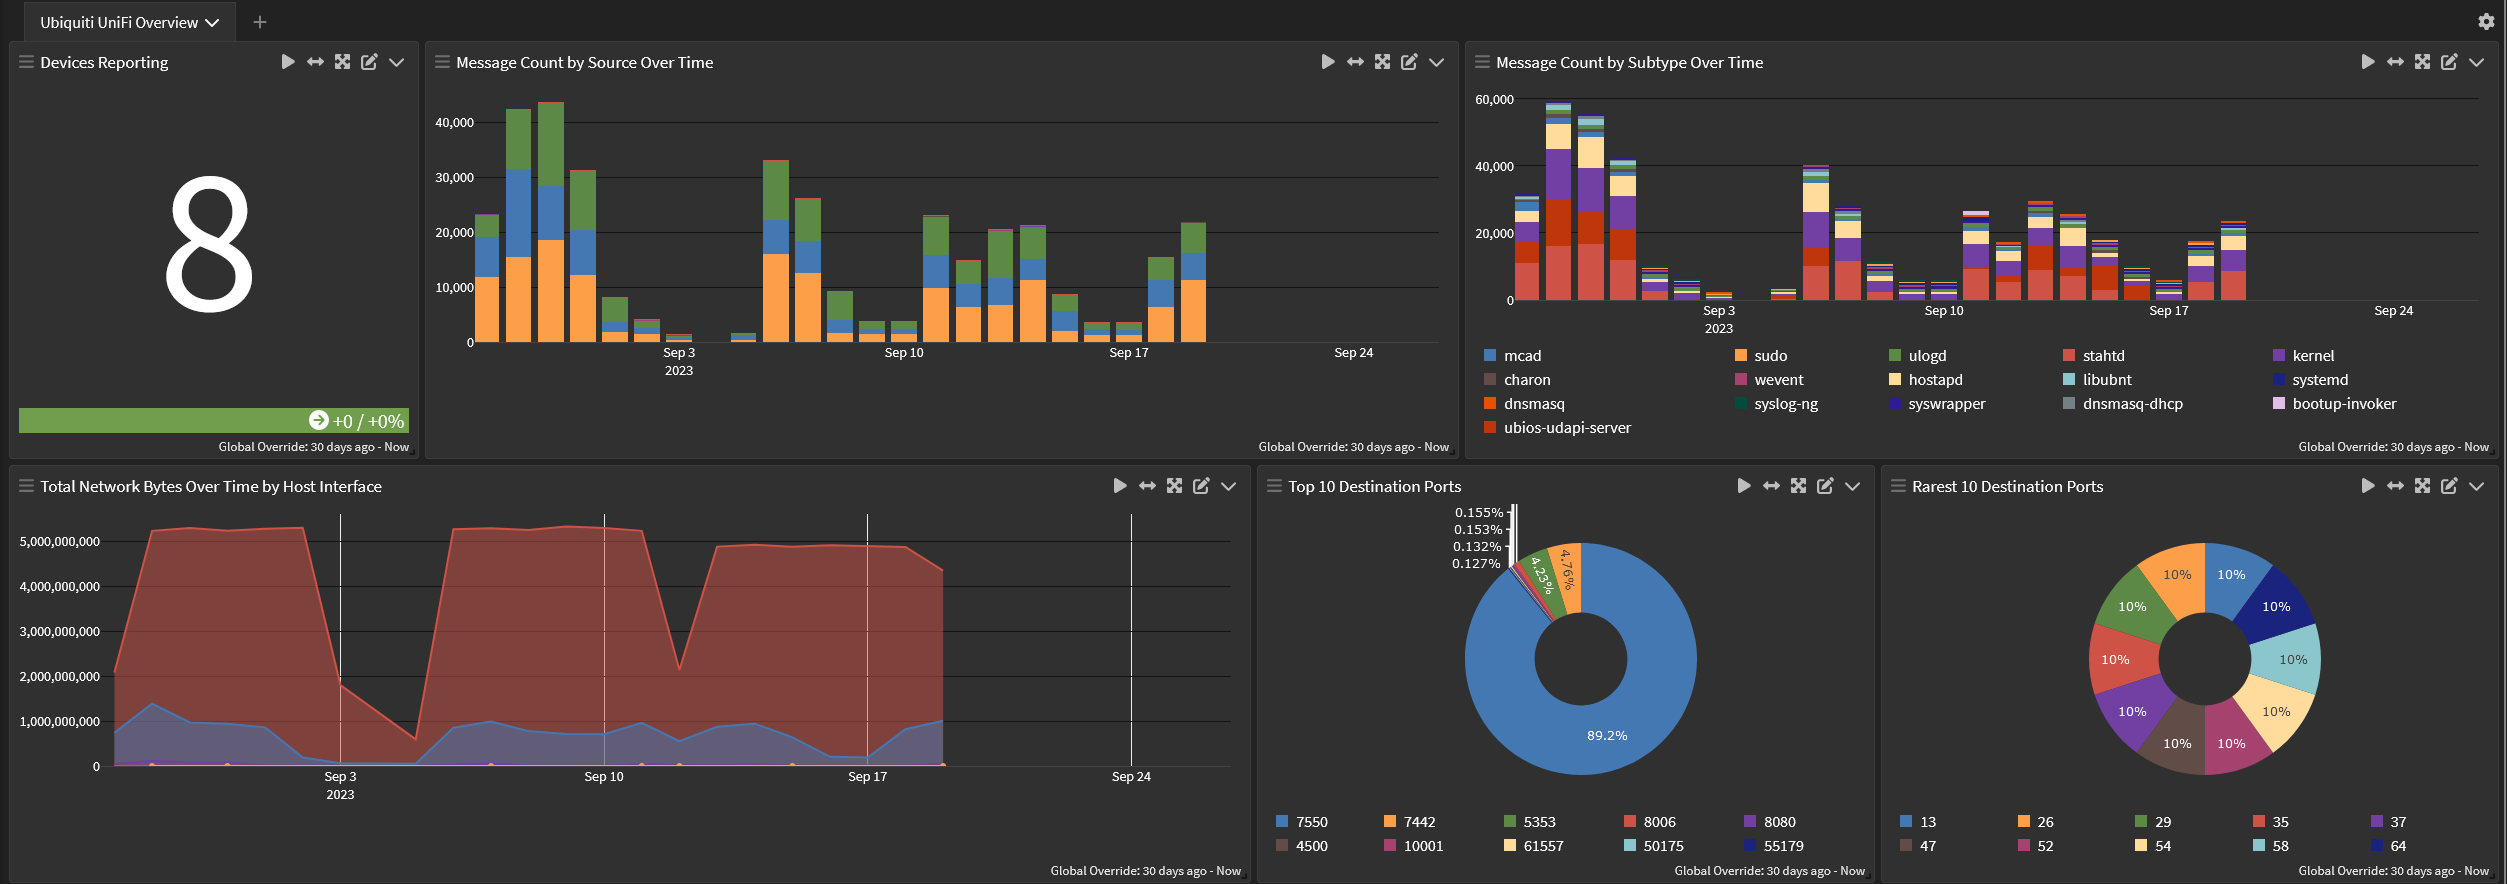 Ubiquiti UniFi Overview
Devices Reporting
8
+0 / +0%
Global Override: 30 days ago - Now
Message Count by Source Over Time
40,000
30,000
20,000
10,000
0
Sep 3
2023
Sep 10
Sep 17
Sep 24
Global Override: 30 days ago - Now
Message Count by Subtype Over Time
60,000
40,000
20,000
0
Sep 3
2023
Sep 10
Sep 17
Sep 24
mcad sudo ulogd stahtd kernel
charon wevent hostapd libubnt systemd
dnsmasq syslog-ng syswrapper dnsmasq-dhcp bootup-invoker
ubios-udapi-server
Global Override: 30 days ago - Now
Total Network Bytes Over Time by Host Interface
5,000,000,000
4,000,000,000
3,000,000,000
2,000,000,000
1,000,000,000
0
Sep 3
2023
Sep 10
Sep 17
Sep 24
Global Override: 30 days ago - Now
Top 10 Destination Ports
0.155%
0.153%
0.132%
0.127%
4.23%
4.76%
89.2%
7550 7442 5353 8006 8080
4500 10001 61557 50175 55179
Global Override: 30 days ago - Now
Rarest 10 Destination Ports
10%
10%
10%
10%
10%
10%
10%
10%
10%
10%
13 26 29 35 37
47 52 54 58 64
Global Override: 30 days ago - Now